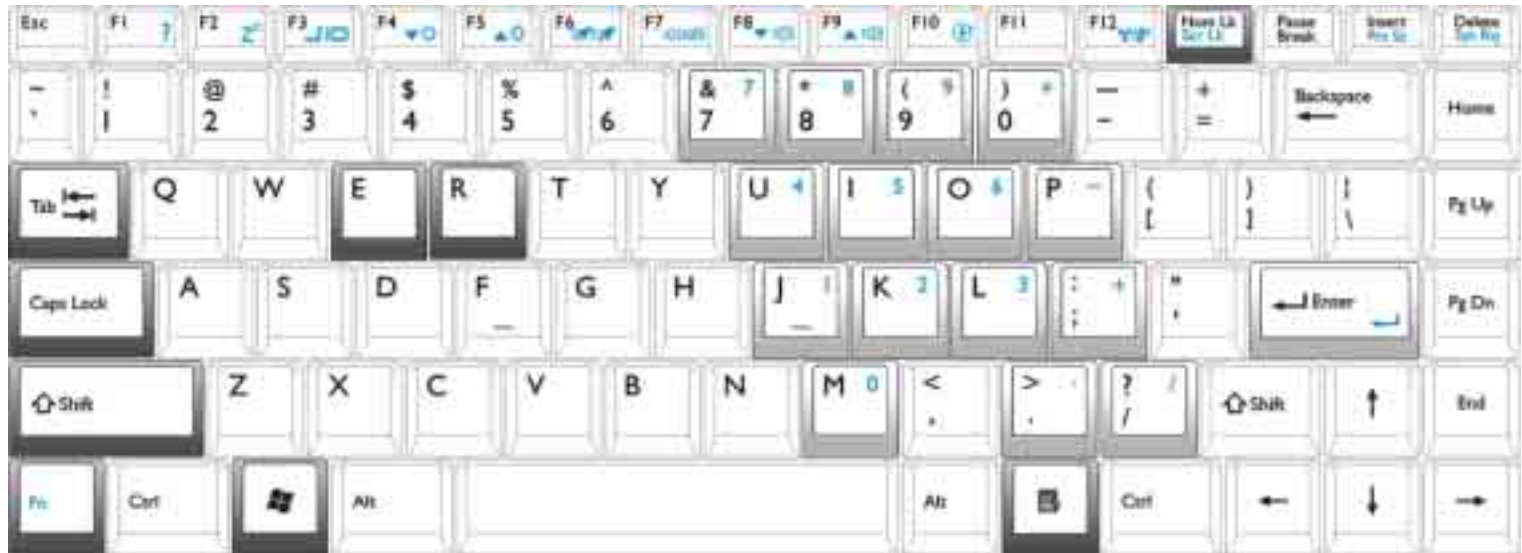 Esc F1 ? F2 Zz F3 F4 F5 F6 F7 F8 F9 F10 F11 F12 Num Lk Pause Insert Delete
Scr Lk Break Prt Sc Sys Rq
~ ! @ # $ % ^ & 7 * 8 ( 9 ) * — + Backspace Home
` 1 2 3 4 5 6 7 8 9 0 - =
Tab Q W E R T Y U 4 I 5 O 6 P - { } | Pg Up
[ ] \
Caps Lock A S D F G H J 1 K 2 L 3 : + " Enter Pg Dn
; '
Shift Z X C V B N M 0 < > . ? / Shift ↑ End
, . /
Fn Ctrl Alt Alt Ctrl ← ↓ →